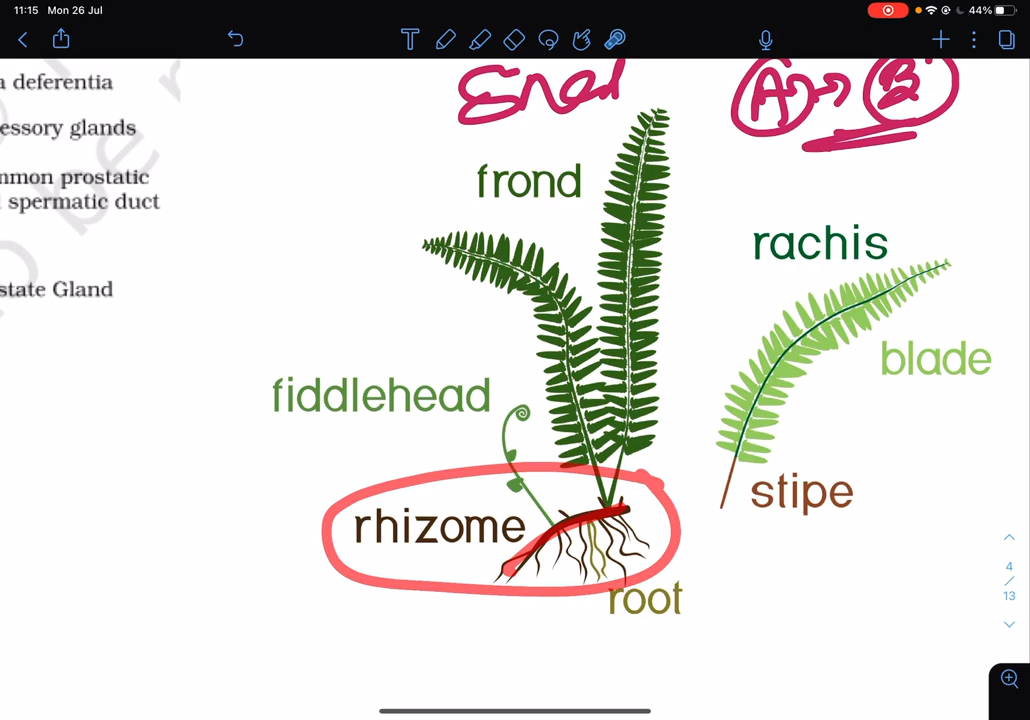 11:15 Mon 26 Jul
44%
a deferentia
essory glands
mmon prostatic
spermatic duct
state Gland
A → B
frond
rachis
blade
fiddlehead
stipe
rhizome
root
4
/
13